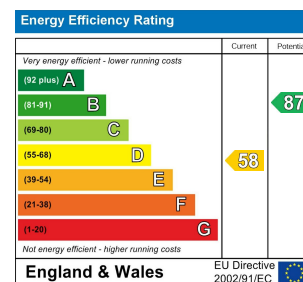 Energy Efficiency Rating
Current
Potentia
Very energy efficient - lower running costs
(92 plus) A
(81-91) B
87
(69-80) C
(55-68) D
58
(39-54) E
(21-38) F
(1-20) G
Not energy efficient - higher running costs
England & Wales
EU Directive
2002/91/EC